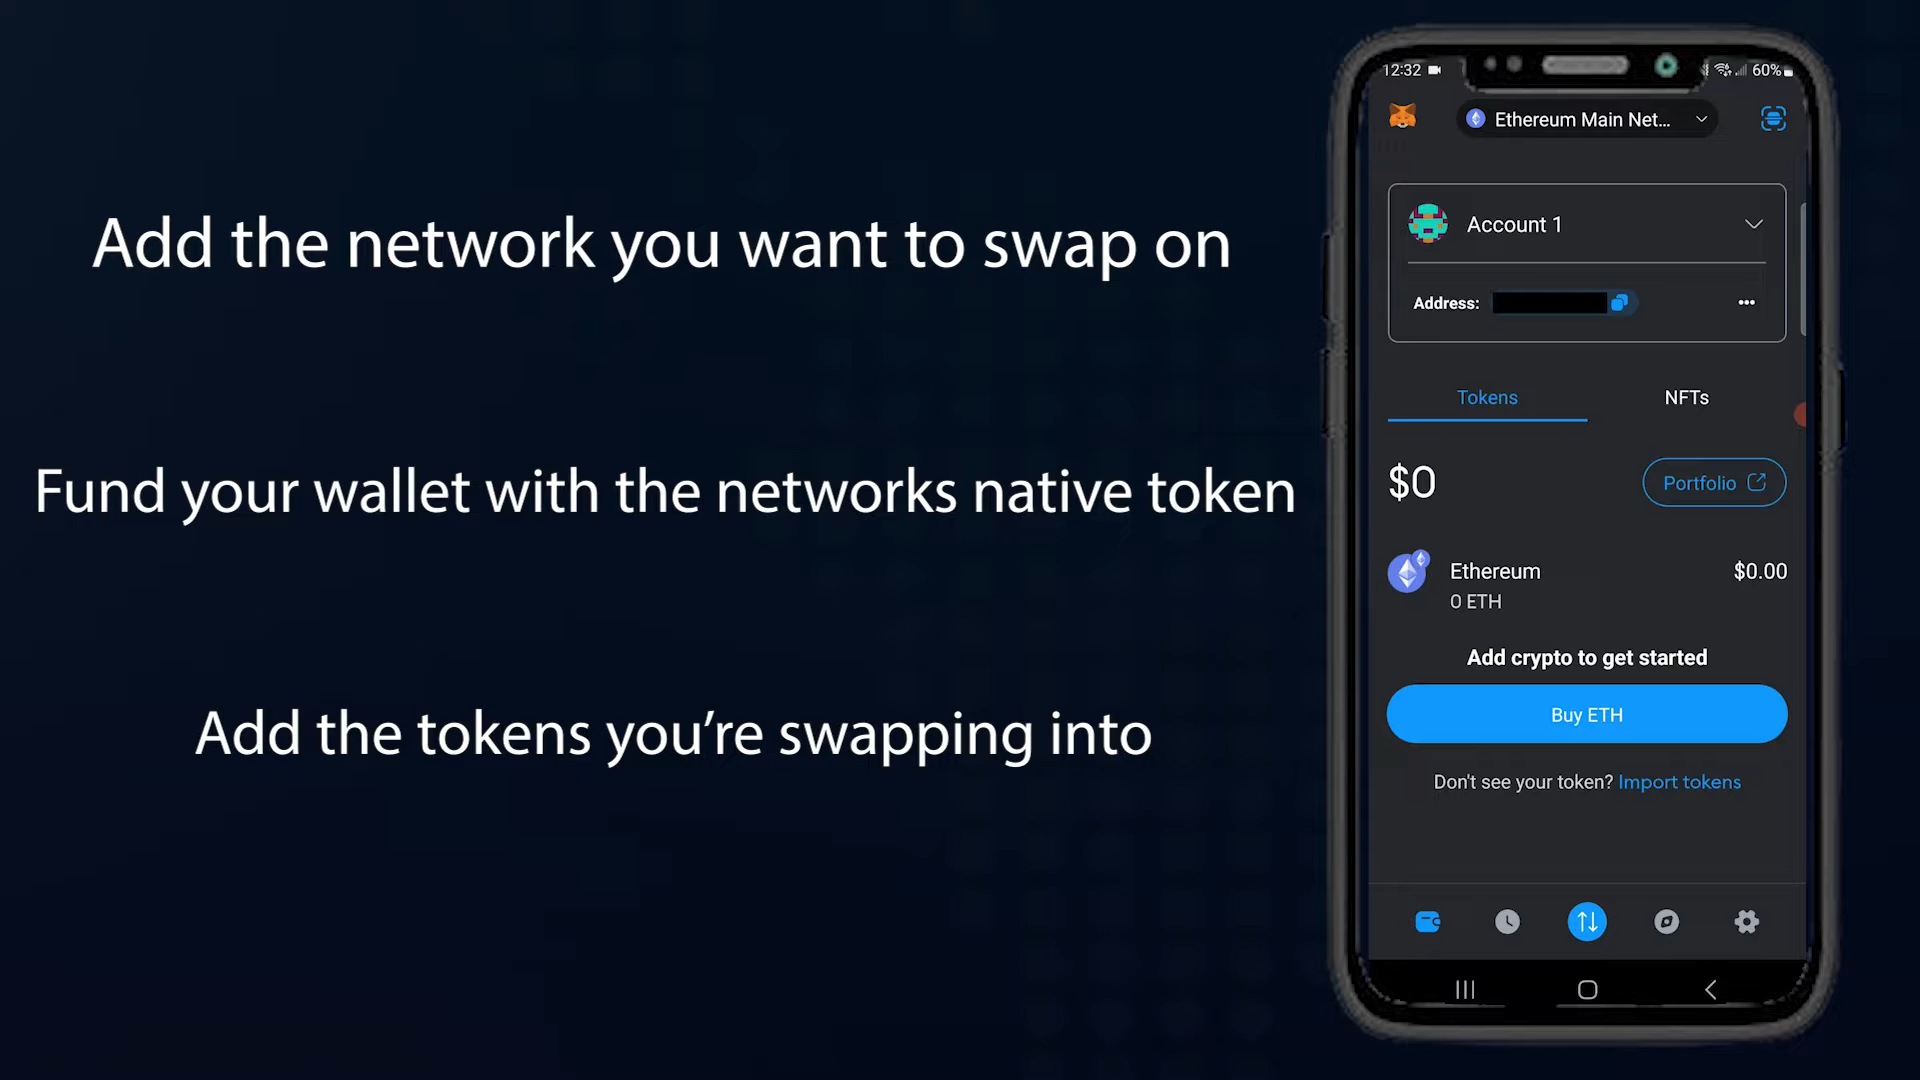 Add the network you want to swap on
Fund your wallet with the networks native token
Add the tokens you’re swapping into
12:32
60%
Ethereum Main Net...
Account 1
Address:
Tokens
NFTs
$0
Portfolio
Ethereum
$0.00
0 ETH
Add crypto to get started
Buy ETH
Don't see your token? Import tokens